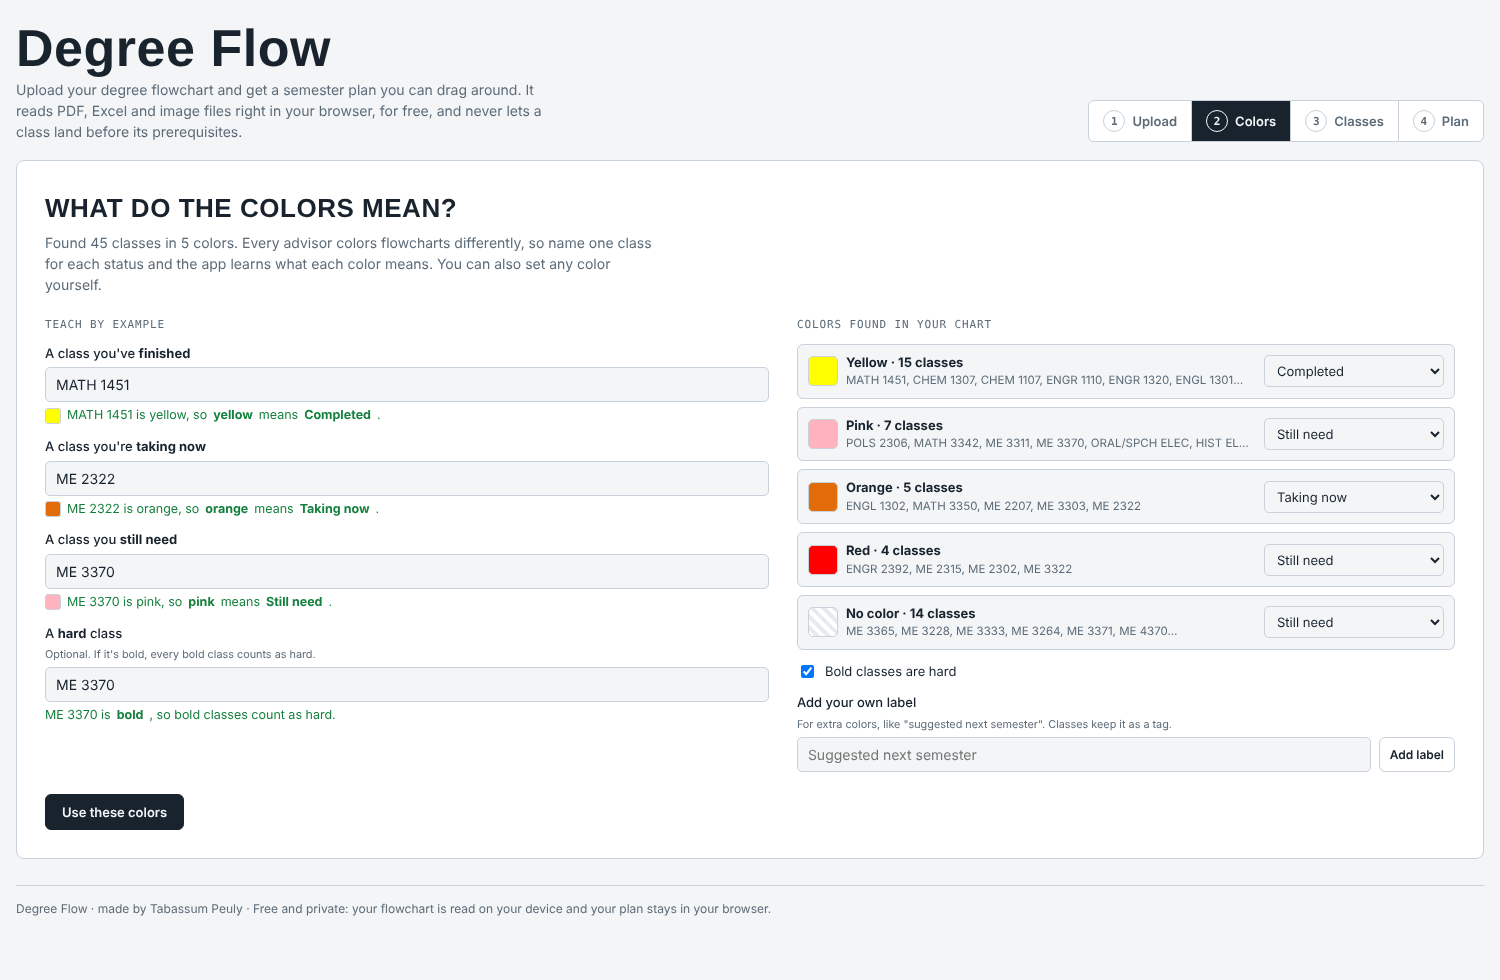 Degree Flow
Upload your degree flowchart and get a semester plan you can drag around. It
reads PDF, Excel and image files right in your browser, for free, and never lets a
class land before its prerequisites.
1 Upload
2 Colors
3 Classes
4 Plan
WHAT DO THE COLORS MEAN?
Found 45 classes in 5 colors. Every advisor colors flowcharts differently, so name one class
for each status and the app learns what each color means. You can also set any color
yourself.
TEACH BY EXAMPLE
A class you've finished
MATH 1451
MATH 1451 is yellow, so yellow means Completed .
A class you're taking now
ME 2322
ME 2322 is orange, so orange means Taking now .
A class you still need
ME 3370
ME 3370 is pink, so pink means Still need .
A hard class
Optional. If it's bold, every bold class counts as hard.
ME 3370
ME 3370 is bold , so bold classes count as hard.
COLORS FOUND IN YOUR CHART
Yellow · 15 classes
MATH 1451, CHEM 1307, CHEM 1107, ENGR 1110, ENGR 1320, ENGL 1301...
Completed
Pink · 7 classes
POLS 2306, MATH 3342, ME 3311, ME 3370, ORAL/SPCH ELEC, HIST EL...
Still need
Orange · 5 classes
ENGL 1302, MATH 3350, ME 2207, ME 3303, ME 2322
Taking now
Red · 4 classes
ENGR 2392, ME 2315, ME 2302, ME 3322
Still need
No color · 14 classes
ME 3365, ME 3228, ME 3333, ME 3264, ME 3371, ME 4370...
Still need
Bold classes are hard
Add your own label
For extra colors, like "suggested next semester". Classes keep it as a tag.
Suggested next semester
Add label
Use these colors
Degree Flow · made by Tabassum Peuly · Free and private: your flowchart is read on your device and your plan stays in your browser.